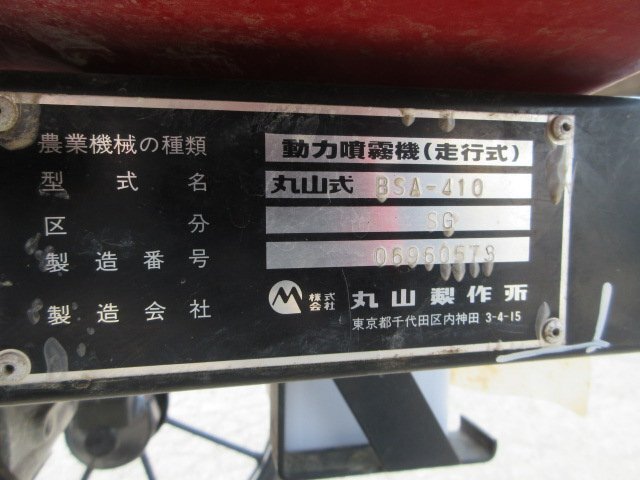 農業機械の種類 動力噴霧機(走行式)
型式名 丸山式 BSA-410
区分 SG
製造番号 06960578
製造会社 株式会社 丸山製作所
東京都千代田区内神田 3-4-15